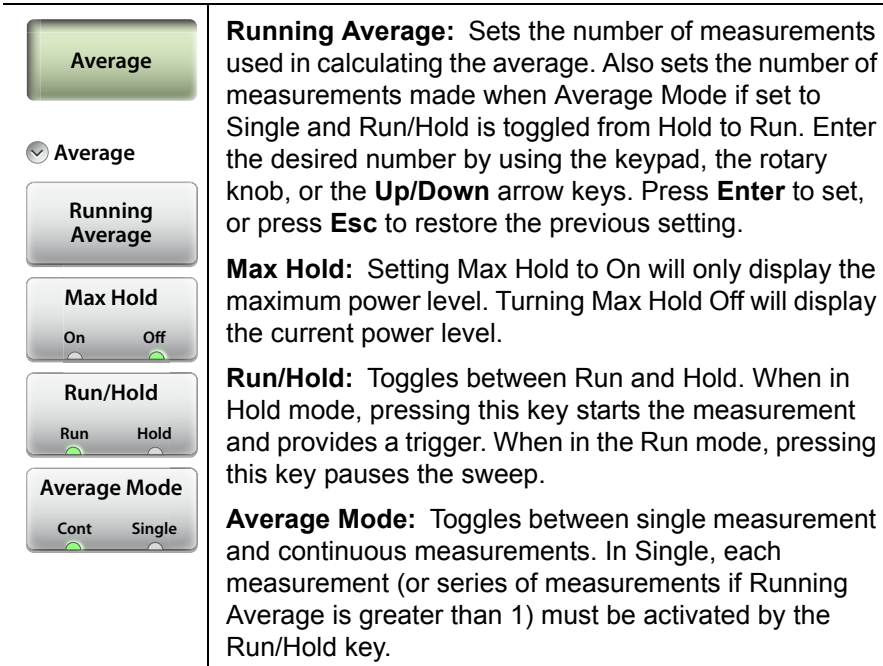 Average
Average
Running
Average
Max Hold
On Off
Run/Hold
Run Hold
Average Mode
Cont Single
Running Average: Sets the number of measurements
used in calculating the average. Also sets the number of
measurements made when Average Mode if set to
Single and Run/Hold is toggled from Hold to Run. Enter
the desired number by using the keypad, the rotary
knob, or the Up/Down arrow keys. Press Enter to set,
or press Esc to restore the previous setting.
Max Hold: Setting Max Hold to On will only display the
maximum power level. Turning Max Hold Off will display
the current power level.
Run/Hold: Toggles between Run and Hold. When in
Hold mode, pressing this key starts the measurement
and provides a trigger. When in the Run mode, pressing
this key pauses the sweep.
Average Mode: Toggles between single measurement
and continuous measurements. In Single, each
measurement (or series of measurements if Running
Average is greater than 1) must be activated by the
Run/Hold key.